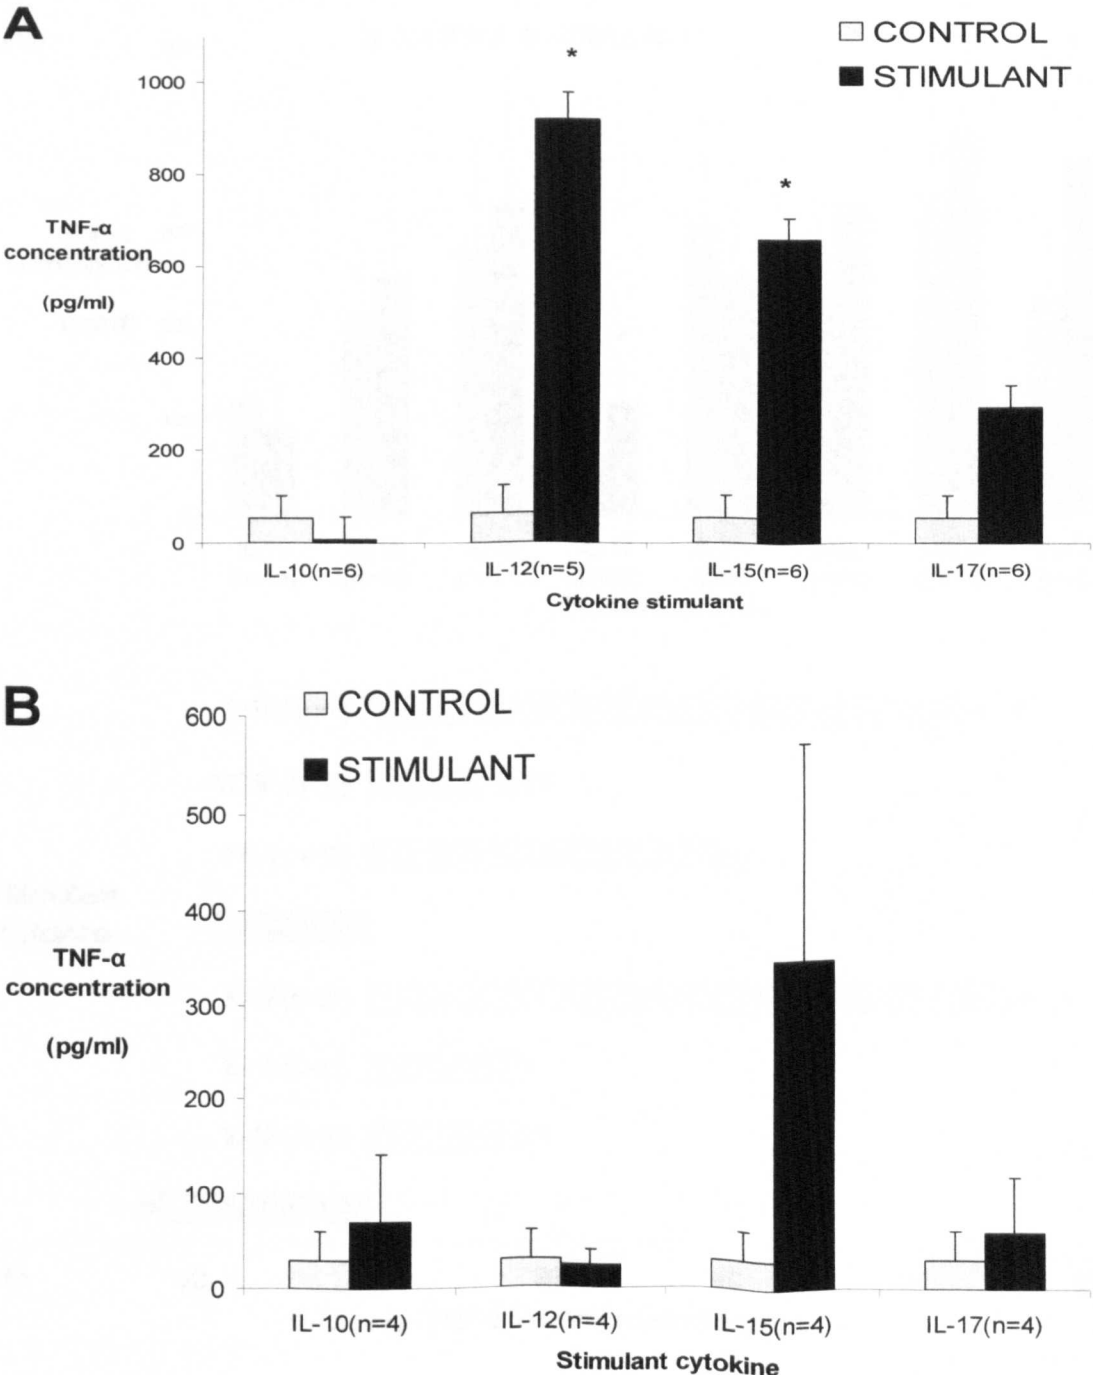 A
CONTROL
STIMULANT
*
*
1000
800
600
400
200
0
TNF-α
concentration
(pg/ml)
IL-10(n=6)
IL-12(n=5)
IL-15(n=6)
IL-17(n=6)
Cytokine stimulant
B
CONTROL
STIMULANT
600
500
400
300
200
100
0
TNF-α
concentration
(pg/ml)
IL-10(n=4)
IL-12(n=4)
IL-15(n=4)
IL-17(n=4)
Stimulant cytokine